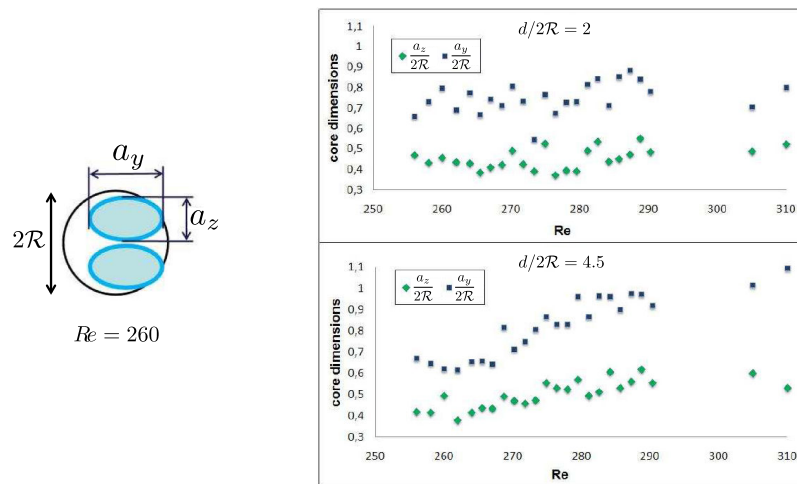 a_y
a_z
2ℛ
Re = 260
d/2ℛ = 2
a_z/2ℛ a_y/2ℛ
core dimensions
1,1
1
0,9
0,8
0,7
0,6
0,5
0,4
0,3
250 260 270 280 290 300 310
Re
d/2ℛ = 4.5
a_z/2ℛ a_y/2ℛ
core dimensions
1,1
1
0,9
0,8
0,7
0,6
0,5
0,4
0,3
250 260 270 280 290 300 310
Re